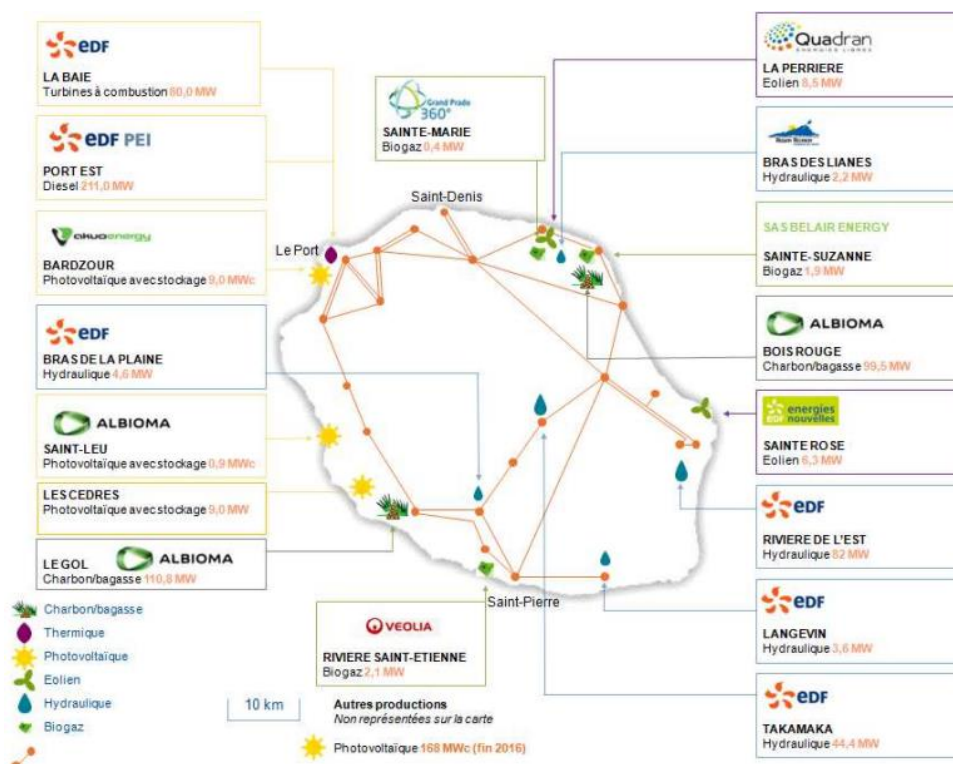 eDF
LA BAIE
Turbines à combustion 80,0 MW
eDF PEI
PORT EST
Diesel 211,0 MW
akuoenergy
BARDZOUR
Photovoltaïque avec stockage 9,0 MWc
eDF
BRAS DE LA PLAINE
Hydraulique 4,6 MW
ALBIOMA
SAINT-LEU
Photovoltaïque avec stockage 0,9 MWc
LES CEDRES
Photovoltaïque avec stockage 9,0 MW
LE GOL
ALBIOMA
Charbon/bagasse 110,8 MW
Grand Prado
360°
SAINTE-MARIE
Biogaz 0,4 MW
Saint-Denis
Le Port
Saint-Pierre
Quadran
ENERGIES LIBRES
LA PERRIERE
Eolien 8,5 MW
BRAS DES LIANES
Hydraulique 2,2 MW
SAS BELAIR ENERGY
SAINTE-SUZANNE
Biogaz 1,9 MW
ALBIOMA
BOIS ROUGE
Charbon/bagasse 99,5 MW
eDF energies
nouvelles
SAINTE ROSE
Eolien 6,3 MW
eDF
RIVIERE DE L'EST
Hydraulique 82 MW
eDF
LANGEVIN
Hydraulique 3,6 MW
eDF
TAKAMAKA
Hydraulique 44,4 MW
VEOLIA
RIVIERE SAINT-ETIENNE
Biogaz 2,1 MW
Charbon/bagasse
Thermique
Photovoltaïque
Eolien
Hydraulique
Biogaz
10 km
Autres productions
Non représentées sur la carte
Photovoltaïque 168 MWc (fin 2016)